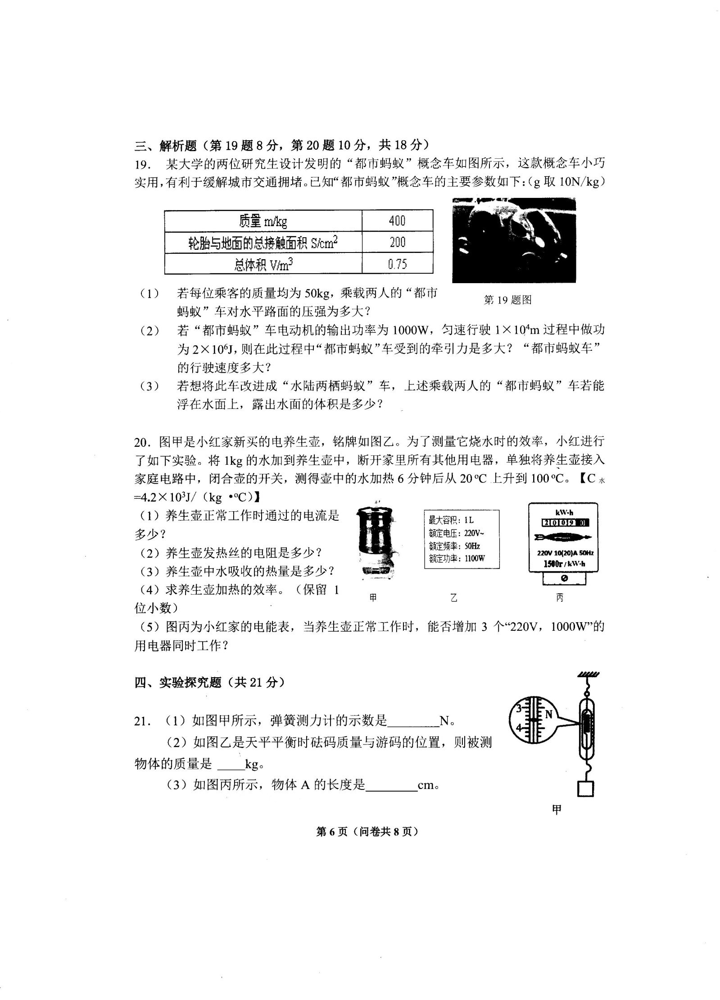 三、解析题（第 19 题 8 分，第 20 题 10 分，共 18 分）
19． 某大学的两位研究生设计发明的“都市蚂蚁”概念车如图所示，这款概念车小巧
实用，有利于缓解城市交通拥堵。已知“都市蚂蚁”概念车的主要参数如下：（g 取 10N/kg）
质量 m/kg 400
轮胎与地面的总接触面积 S/cm² 200
总体积 V/m³ 0.75
（1） 若每位乘客的质量均为 50kg，乘载两人的“都市
蚂蚁”车对水平路面的压强为多大？
第 19 题图
（2） 若“都市蚂蚁”车电动机的输出功率为 1000W，匀速行驶 1×10⁴m 过程中做功
为 2×10⁶J，则在此过程中“都市蚂蚁”车受到的牵引力是多大？“都市蚂蚁车”
的行驶速度多大？
（3） 若想将此车改进成“水陆两栖蚂蚁”车，上述乘载两人的“都市蚂蚁”车若能
浮在水面上，露出水面的体积是多少？
20．图甲是小红家新买的电养生壶，铭牌如图乙。为了测量它烧水时的效率，小红进行
了如下实验。将 1kg 的水加到养生壶中，断开家里所有其他用电器，单独将养生壶接入
家庭电路中，闭合壶的开关，测得壶中的水加热 6 分钟后从 20℃ 上升到 100℃。【C水
=4.2×10³J/（kg •℃）】
（1）养生壶正常工作时通过的电流是
多少？
（2）养生壶发热丝的电阻是多少？
（3）养生壶中水吸收的热量是多少？
（4）求养生壶加热的效率。（保留 1
位小数）
最大容积：1L
额定电压：220V~
额定频率：50Hz
额定功率：1100W
kW·h
2 0 0 9 0
220V 10(20)A 50Hz
1500r / kW·h
甲 乙 丙
（5）图丙为小红家的电能表，当养生壶正常工作时，能否增加 3 个“220V，1000W”的
用电器同时工作？
四、实验探究题（共 21 分）
21．（1）如图甲所示，弹簧测力计的示数是________N。
（2）如图乙是天平平衡时砝码质量与游码的位置，则被测
物体的质量是 ____kg。
（3）如图丙所示，物体 A 的长度是________cm。
3
N
4
甲
第 6 页（问卷共 8 页）